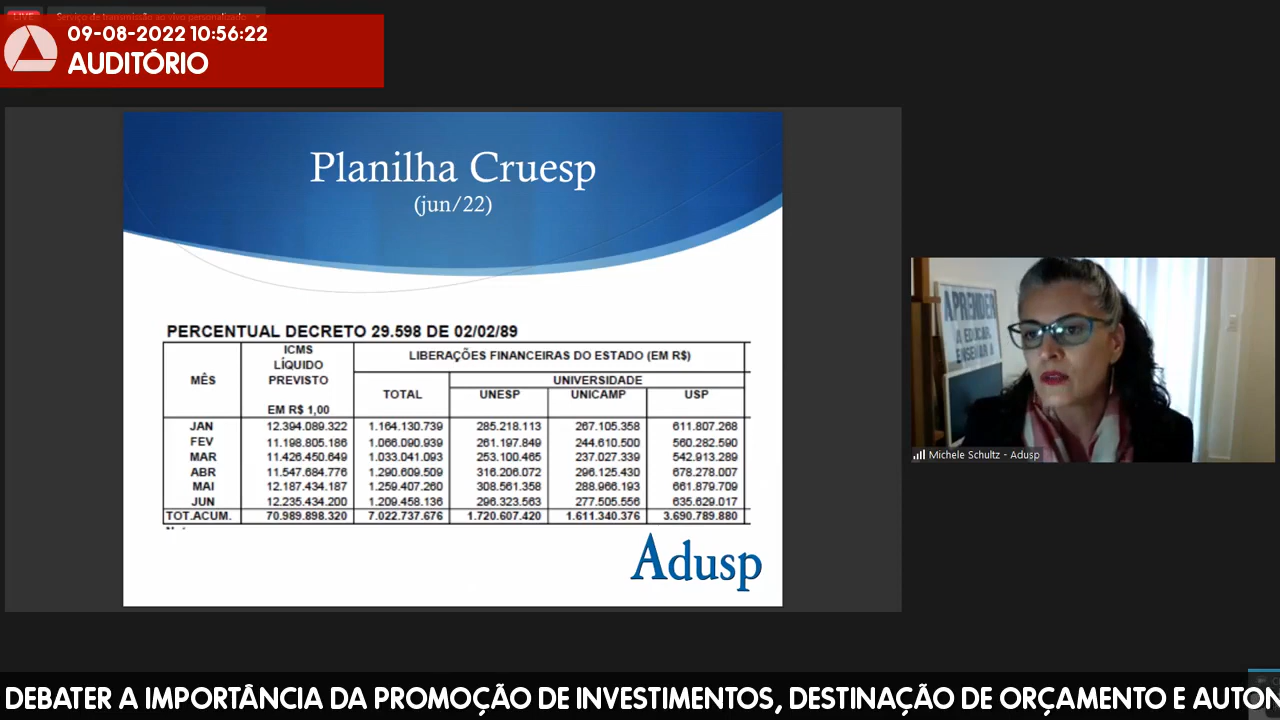 LIVE Serviço de transmissão ao vivo personalizado
09-08-2022 10:56:22
AUDITÓRIO
Planilha Cruesp
(jun/22)
PERCENTUAL DECRETO 29.598 DE 02/02/89
MÊS ICMS LÍQUIDO PREVISTO EM R$ 1,00 LIBERAÇÕES FINANCEIRAS DO ESTADO (EM R$)
TOTAL UNIVERSIDADE
UNESP UNICAMP USP
JAN 12.394.089.322 1.164.130.739 285.218.113 267.105.358 611.807.268
FEV 11.198.805.186 1.066.090.939 261.197.849 244.610.500 560.282.590
MAR 11.426.450.649 1.033.041.093 253.100.465 237.027.339 542.913.289
ABR 11.547.684.776 1.290.609.509 316.206.072 296.125.430 678.278.007
MAI 12.187.434.187 1.259.407.260 308.561.358 288.966.193 661.879.709
JUN 12.235.434.200 1.209.458.136 296.323.563 277.505.556 635.629.017
TOT.ACUM. 70.989.898.320 7.022.737.676 1.720.607.420 1.611.340.376 3.690.789.880
Adusp
APRENDER
A EDUCAR
ENSINAR A
Michele Schultz - Adusp
DEBATER A IMPORTÂNCIA DA PROMOÇÃO DE INVESTIMENTOS, DESTINAÇÃO DE ORÇAMENTO E AUTON